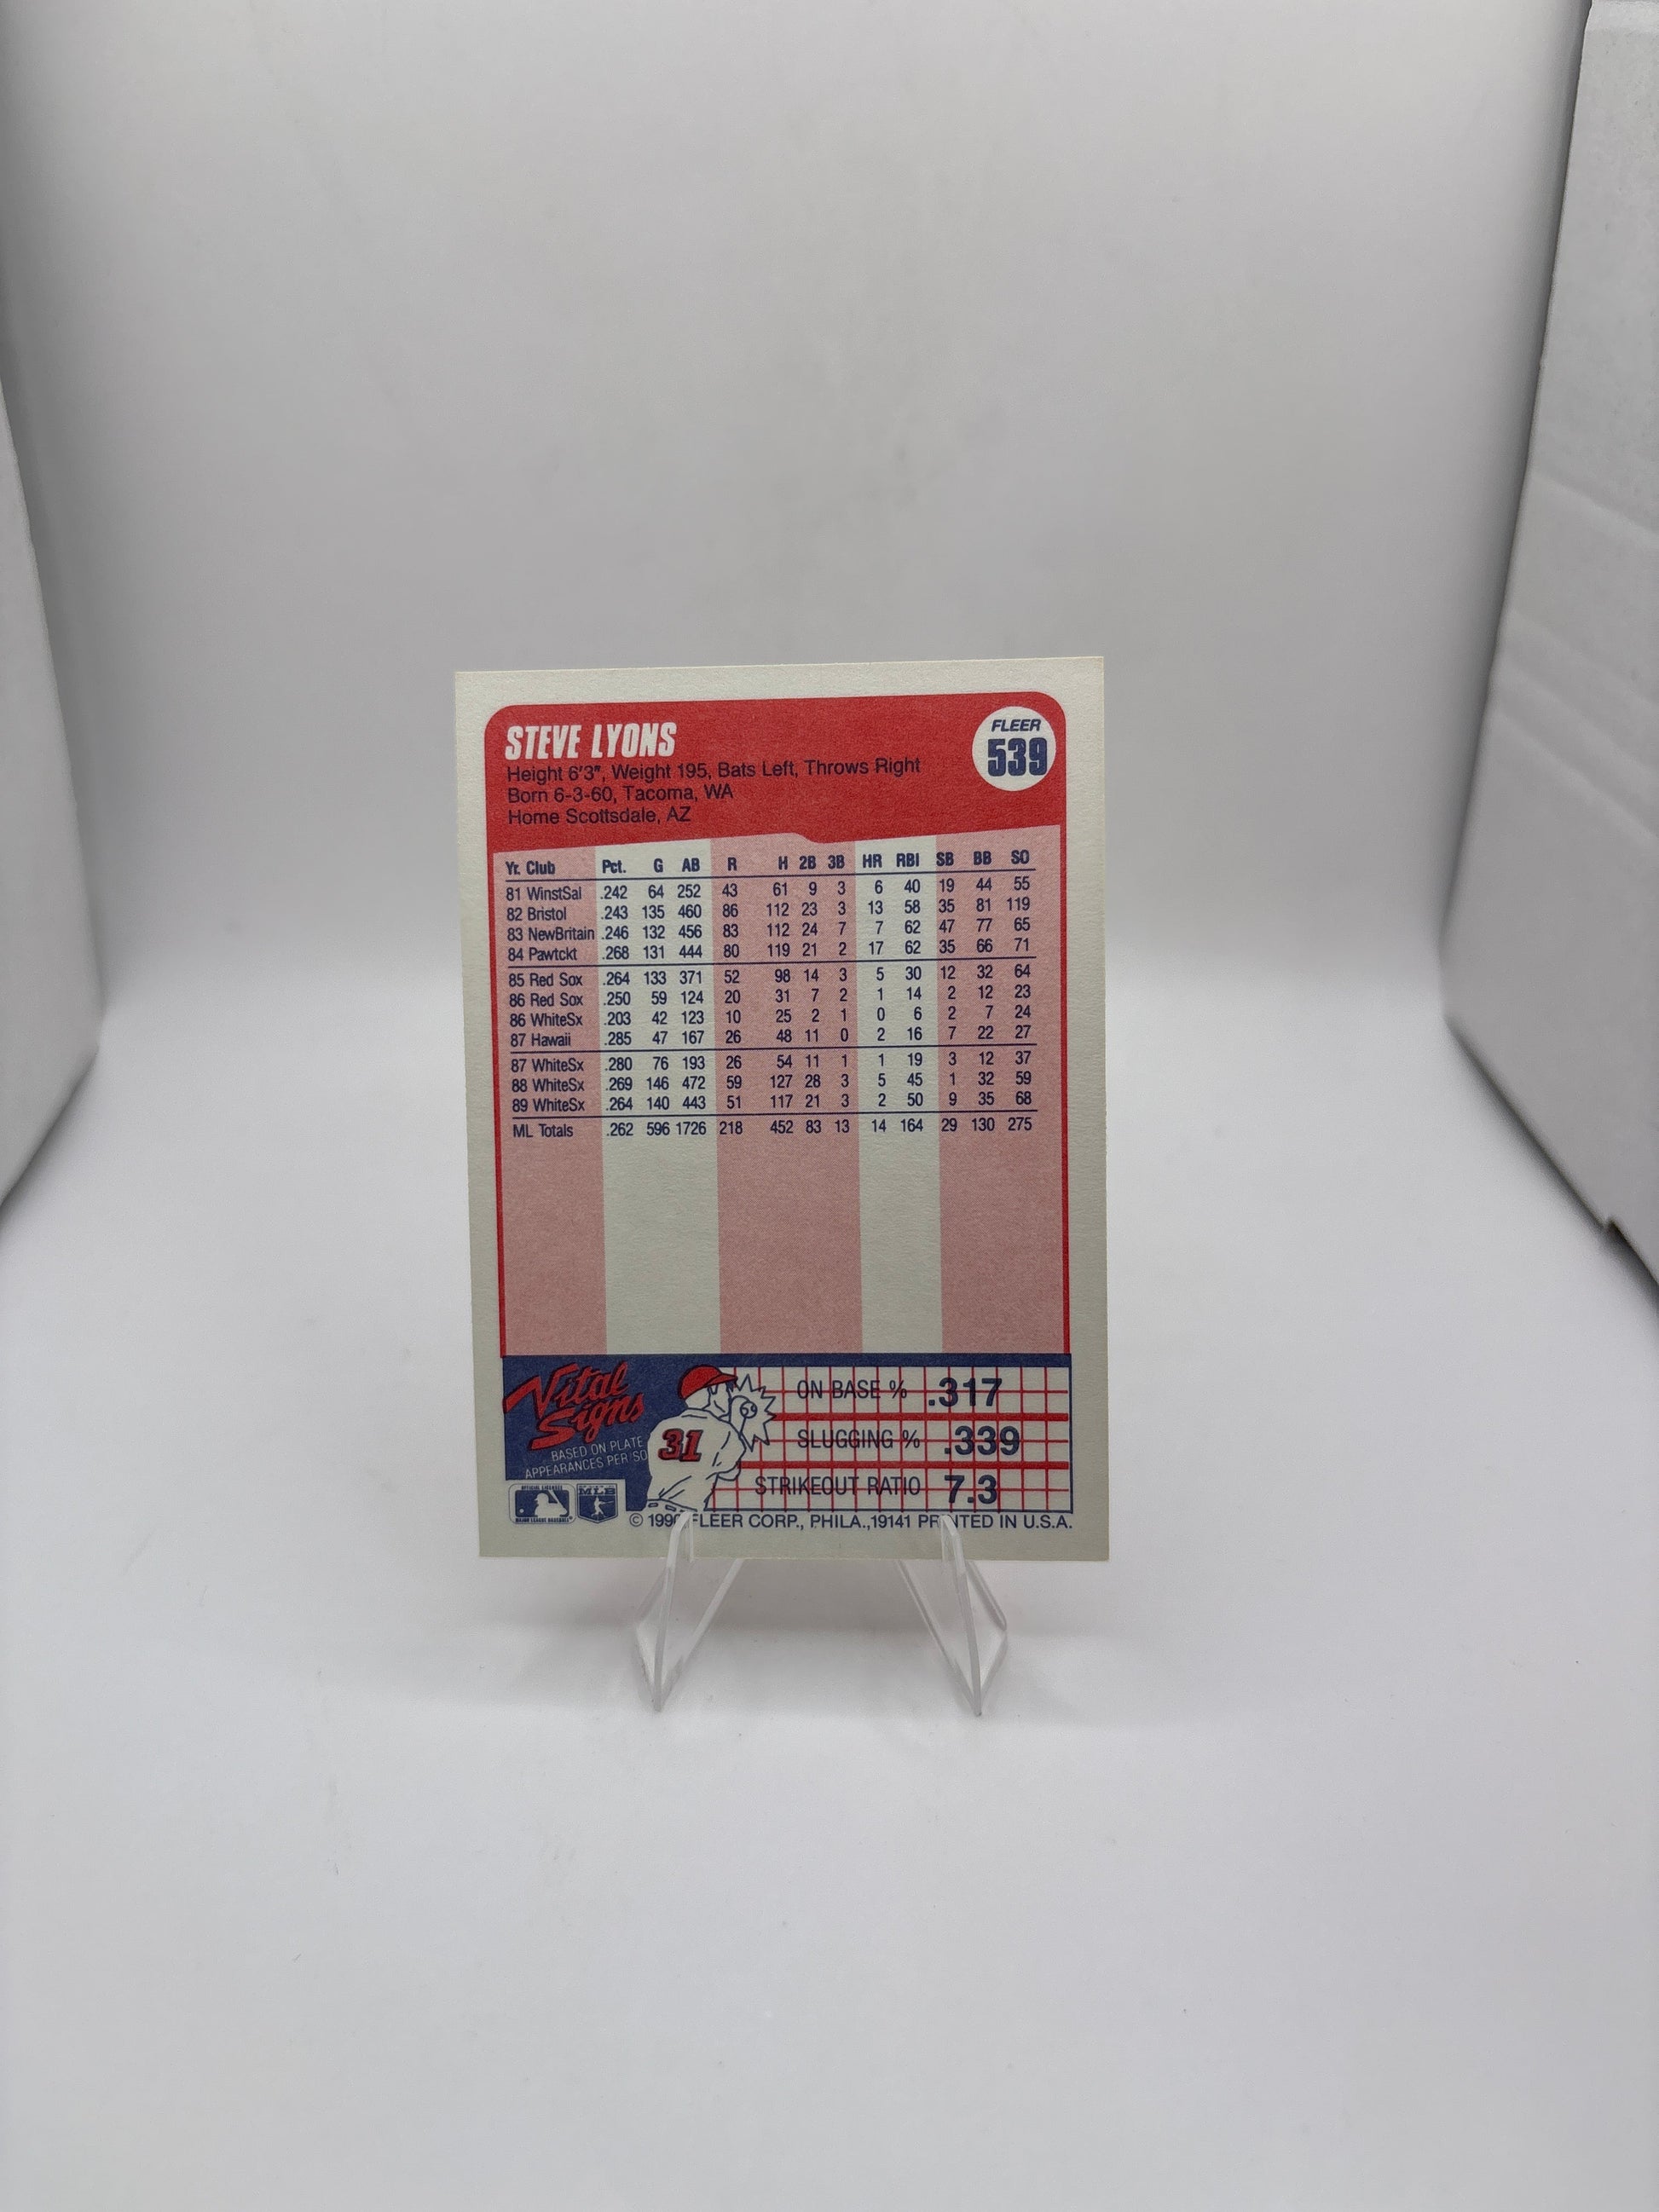 STEVE LYONS
FLEER
539
Height 6'3", Weight 195, Bats Left, Throws Right
Born 6-3-60, Tacoma, WA
Home Scottsdale, AZ
Yr. Club Pct. G AB R H 2B 3B HR RBI SB BB SO
81 WinstSal .242 64 252 43 61 9 3 6 40 19 44 55
82 Bristol .243 135 460 86 112 23 3 13 58 35 81 119
83 NewBritain .246 132 456 83 112 24 7 7 62 47 77 65
84 Pawtckt .268 131 444 80 119 21 2 17 62 35 66 71
85 Red Sox .264 133 371 52 98 14 3 5 30 12 32 64
86 Red Sox .250 59 124 20 31 7 2 1 14 2 12 23
86 WhiteSx .203 42 123 10 25 2 1 0 6 2 7 24
87 Hawaii .285 47 167 26 48 11 0 2 16 7 22 27
87 WhiteSx .280 76 193 26 54 11 1 1 19 3 12 37
88 WhiteSx .269 146 472 59 127 28 3 5 45 1 32 59
89 WhiteSx .264 140 443 51 117 21 3 2 50 9 35 68
ML Totals .262 596 1726 218 452 83 13 14 164 29 130 275
Vital
Signs
BASED ON PLATE
APPEARANCES PER SO
31
ON BASE % .317
SLUGGING % .339
STRIKEOUT RATIO 7.3
MLB
© 1990 FLEER CORP., PHILA.,19141 PRINTED IN U.S.A.